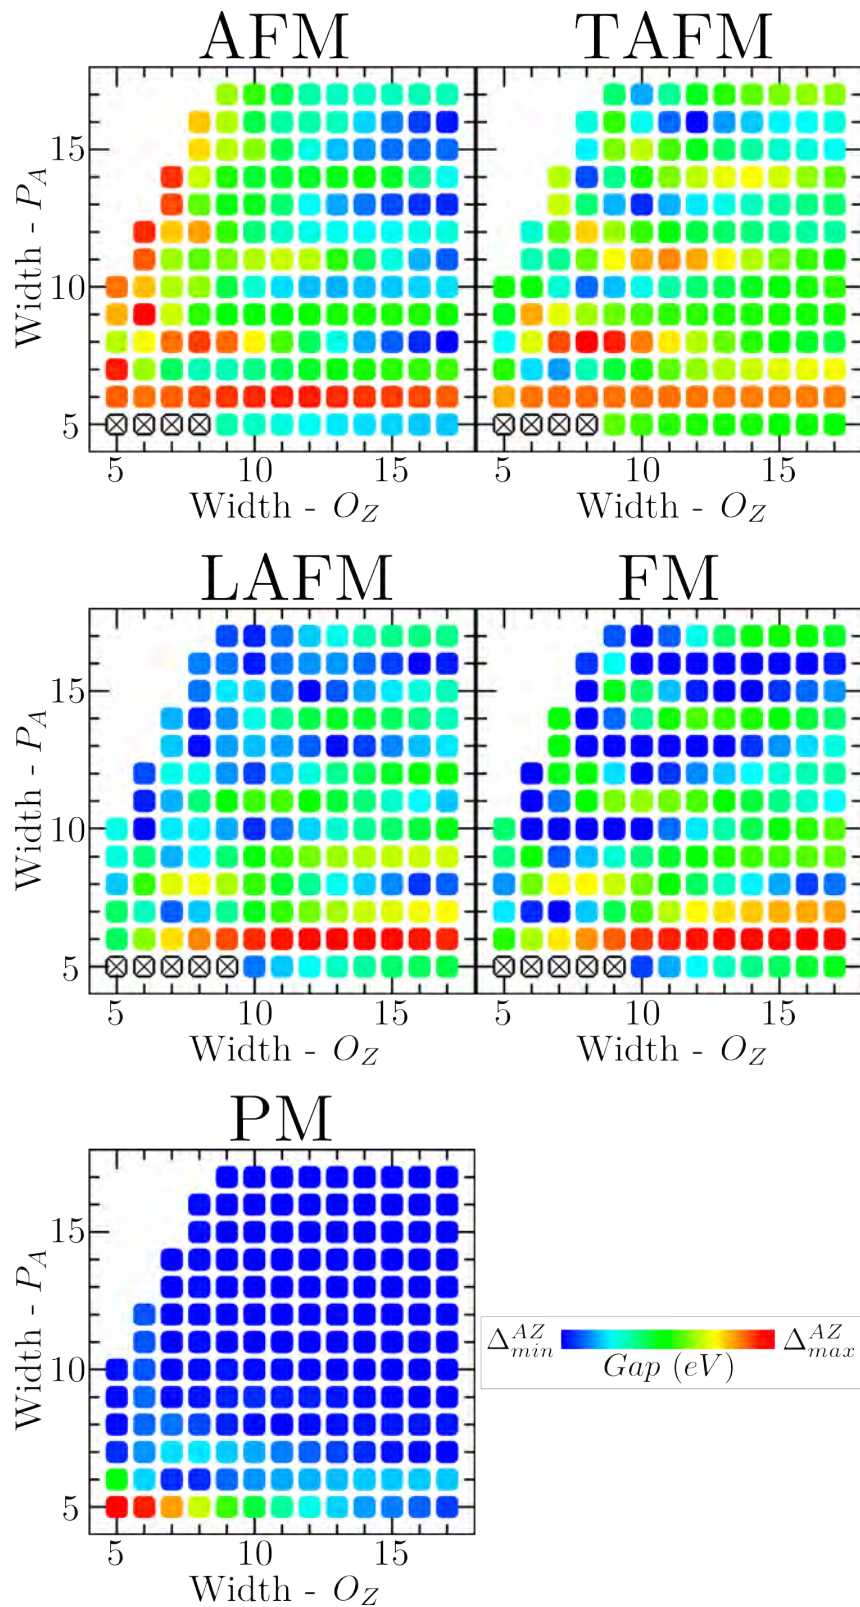 AFM TAFM
Width - P_A
15
10
5
5 10 15 5 10 15
Width - O_Z Width - O_Z
LAFM FM
Width - P_A
15
10
5
5 10 15 5 10 15
Width - O_Z Width - O_Z
PM
Width - P_A
15
10
5
5 10 15
Width - O_Z
Δ^{AZ}_{min} Δ^{AZ}_{max}
Gap (eV)